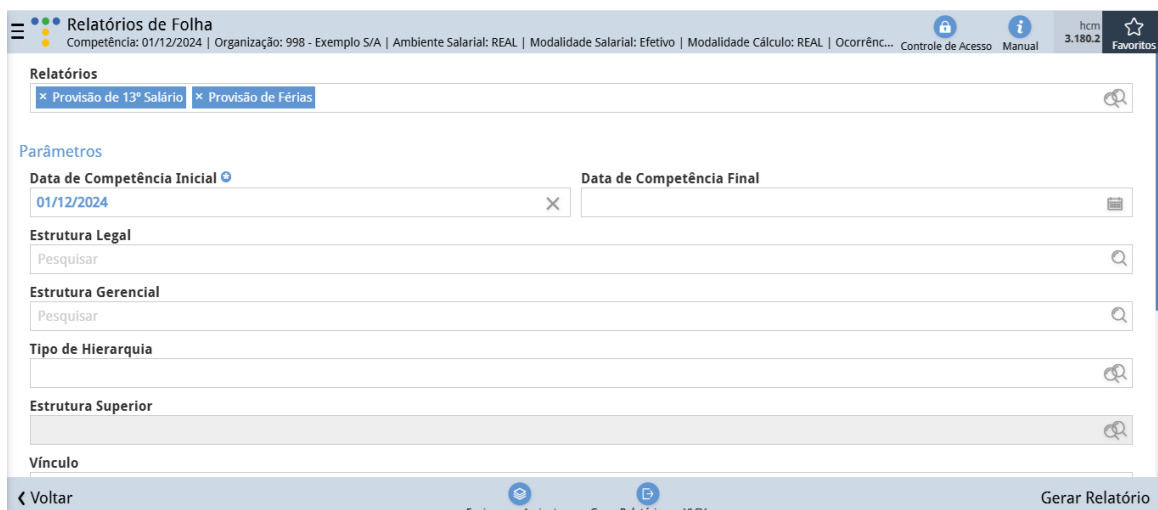 Relatórios de Folha
Competência: 01/12/2024 | Organização: 998 - Exemplo S/A | Ambiente Salarial: REAL | Modalidade Salarial: Efetivo | Modalidade Cálculo: REAL | Ocorrênc...
Controle de Acesso
Manual
hcm
3.180.2
Favoritos
Relatórios
× Provisão de 13º Salário × Provisão de Férias
Parâmetros
Data de Competência Inicial Data de Competência Final
01/12/2024
Estrutura Legal
Pesquisar
Estrutura Gerencial
Pesquisar
Tipo de Hierarquia
Estrutura Superior
Vínculo
Voltar
Gerar Relatório